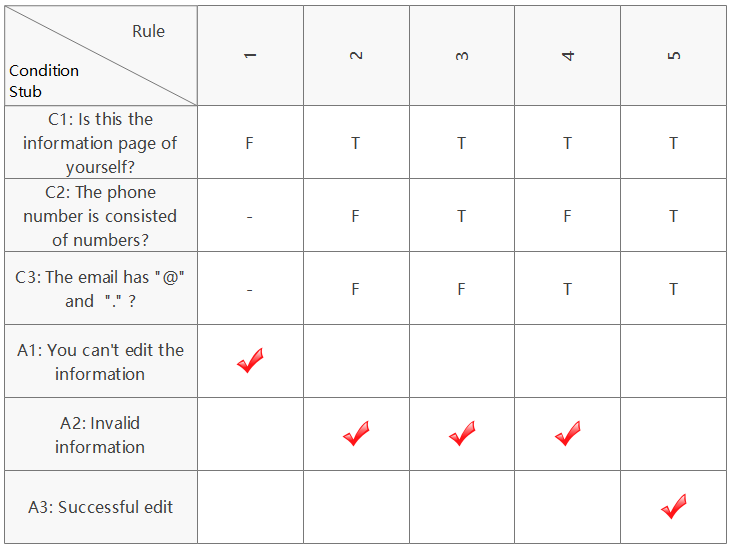 Rule
Condition
Stub
1 2 3 4 5
C1: Is this the
information page of
yourself?
F T T T T
C2: The phone
number is consisted
of numbers?
- F T F T
C3: The email has "@"
and "." ?
- F F T T
A1: You can't edit the
information
A2: Invalid
information
A3: Successful edit